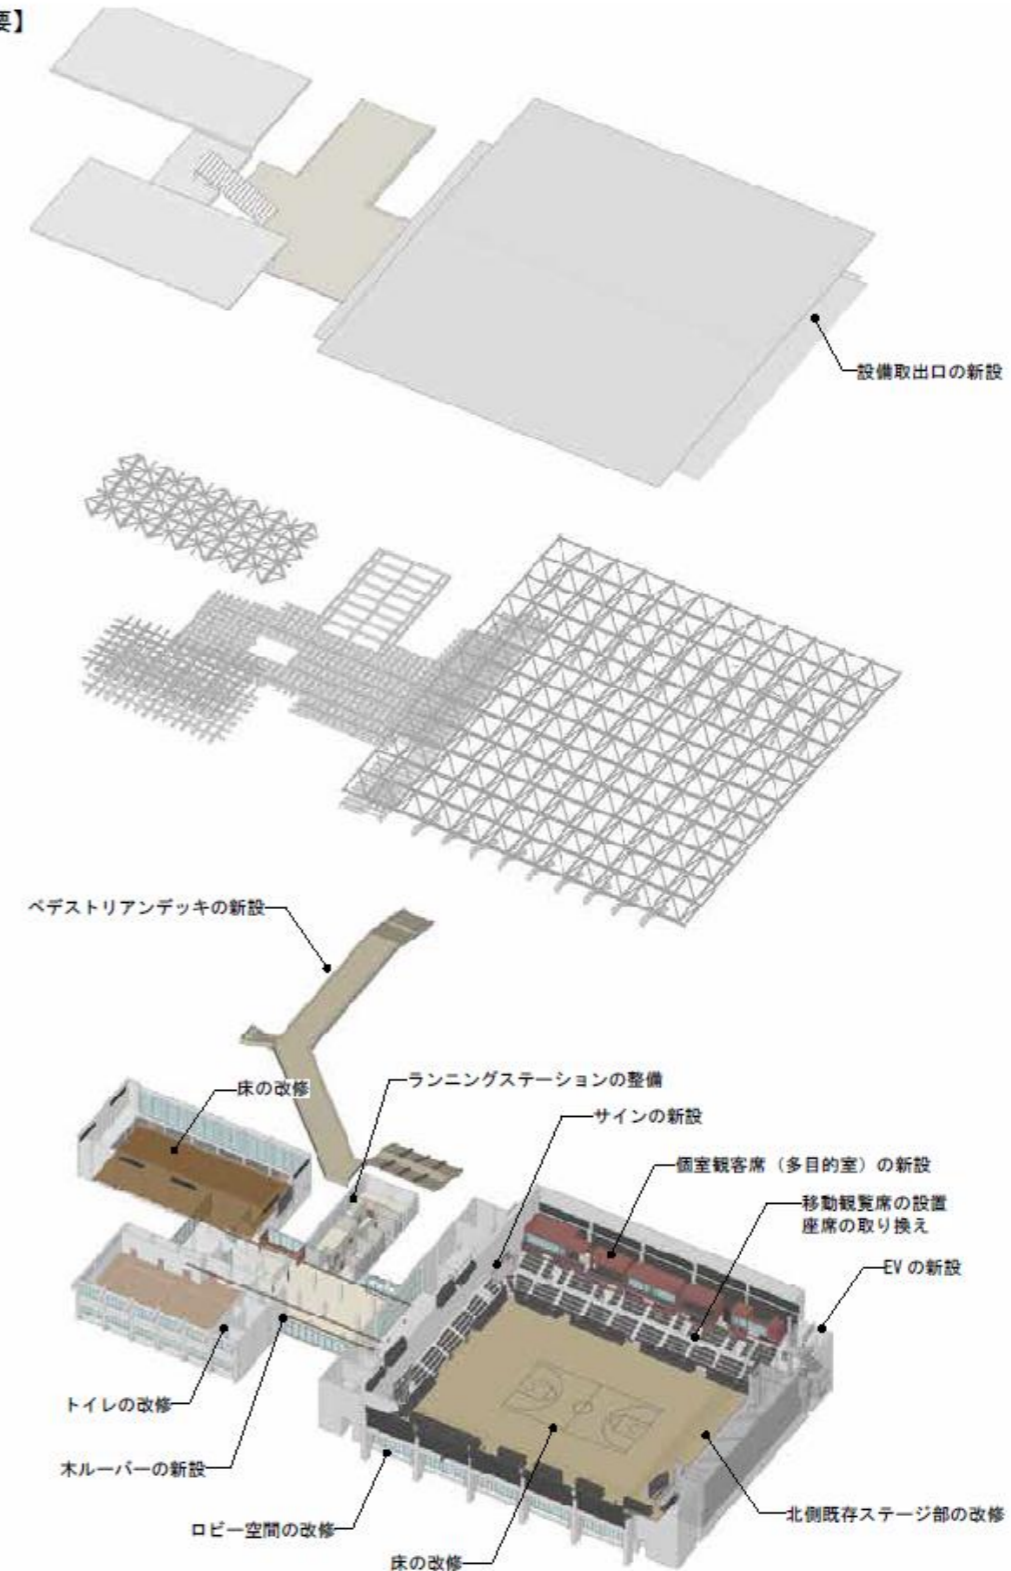 要】
設備取出口の新設
ペデストリアンデッキの新設
床の改修
ランニングステーションの整備
サインの新設
個室観客席（多目的室）の新設
移動観覧席の設置
座席の取り換え
EVの新設
トイレの改修
木ルーバーの新設
ロビー空間の改修
床の改修
北側既存ステージ部の改修